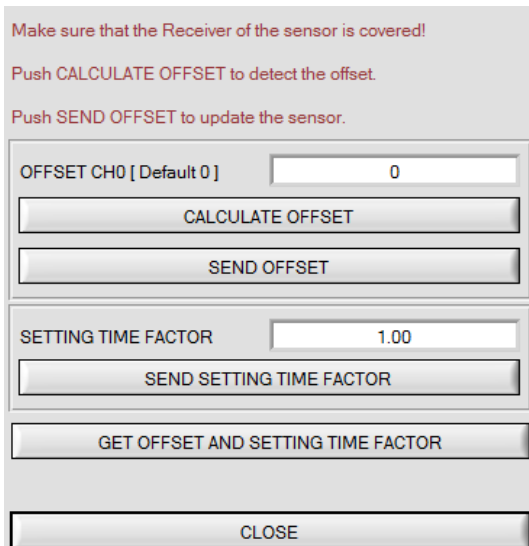 Make sure that the Receiver of the sensor is covered!
Push CALCULATE OFFSET to detect the offset.
Push SEND OFFSET to update the sensor.
OFFSET CH0 [ Default 0 ] 0
CALCULATE OFFSET
SEND OFFSET
SETTING TIME FACTOR 1.00
SEND SETTING TIME FACTOR
GET OFFSET AND SETTING TIME FACTOR
CLOSE